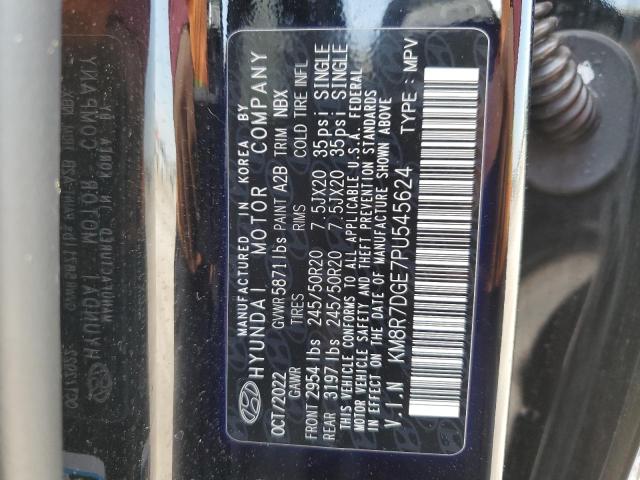 MANUFACTURED IN KOREA BY
HYUNDAI MOTOR COMPANY
OCT/2022 GVWR 5871 lbs PAINT A2B TRIM NBX
GAWR TIRES RIMS COLD TIRE INFL
FRONT 2954 lbs 245/50R20 7.5JX20 35psi SINGLE
REAR 3197 lbs 245/50R20 7.5JX20 35psi SINGLE
THIS VEHICLE CONFORMS TO ALL APPLICABLE U.S.A. FEDERAL
MOTOR VEHICLE SAFETY AND THEFT PREVENTION STANDARDS
IN EFFECT ON THE DATE OF MANUFACTURE SHOWN ABOVE
V.I.N KM8R7DGE7PU545624 TYPE : MPV